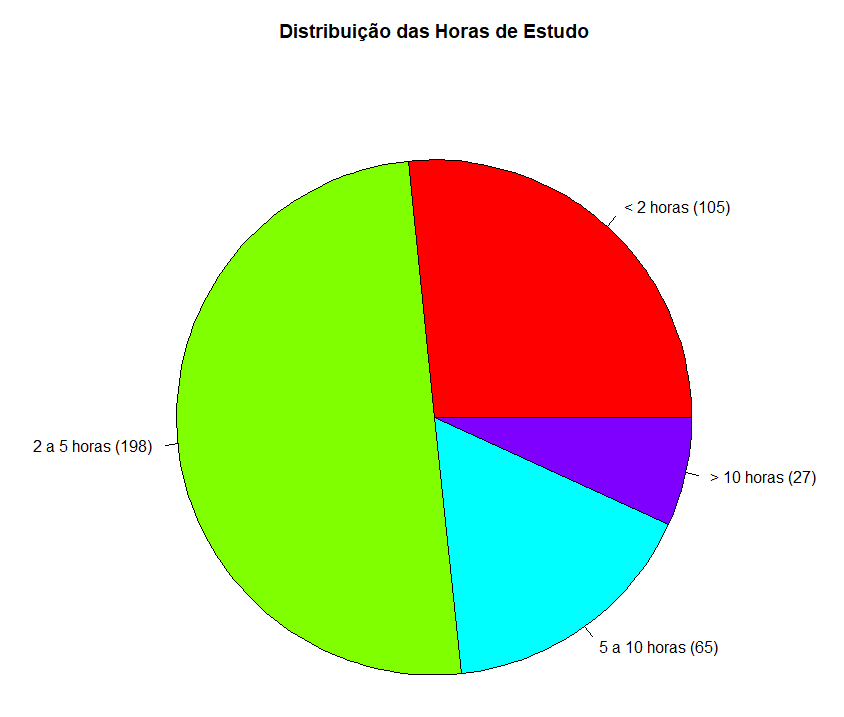 Distribuição das Horas de Estudo
< 2 horas (105)
2 a 5 horas (198)
> 10 horas (27)
5 a 10 horas (65)